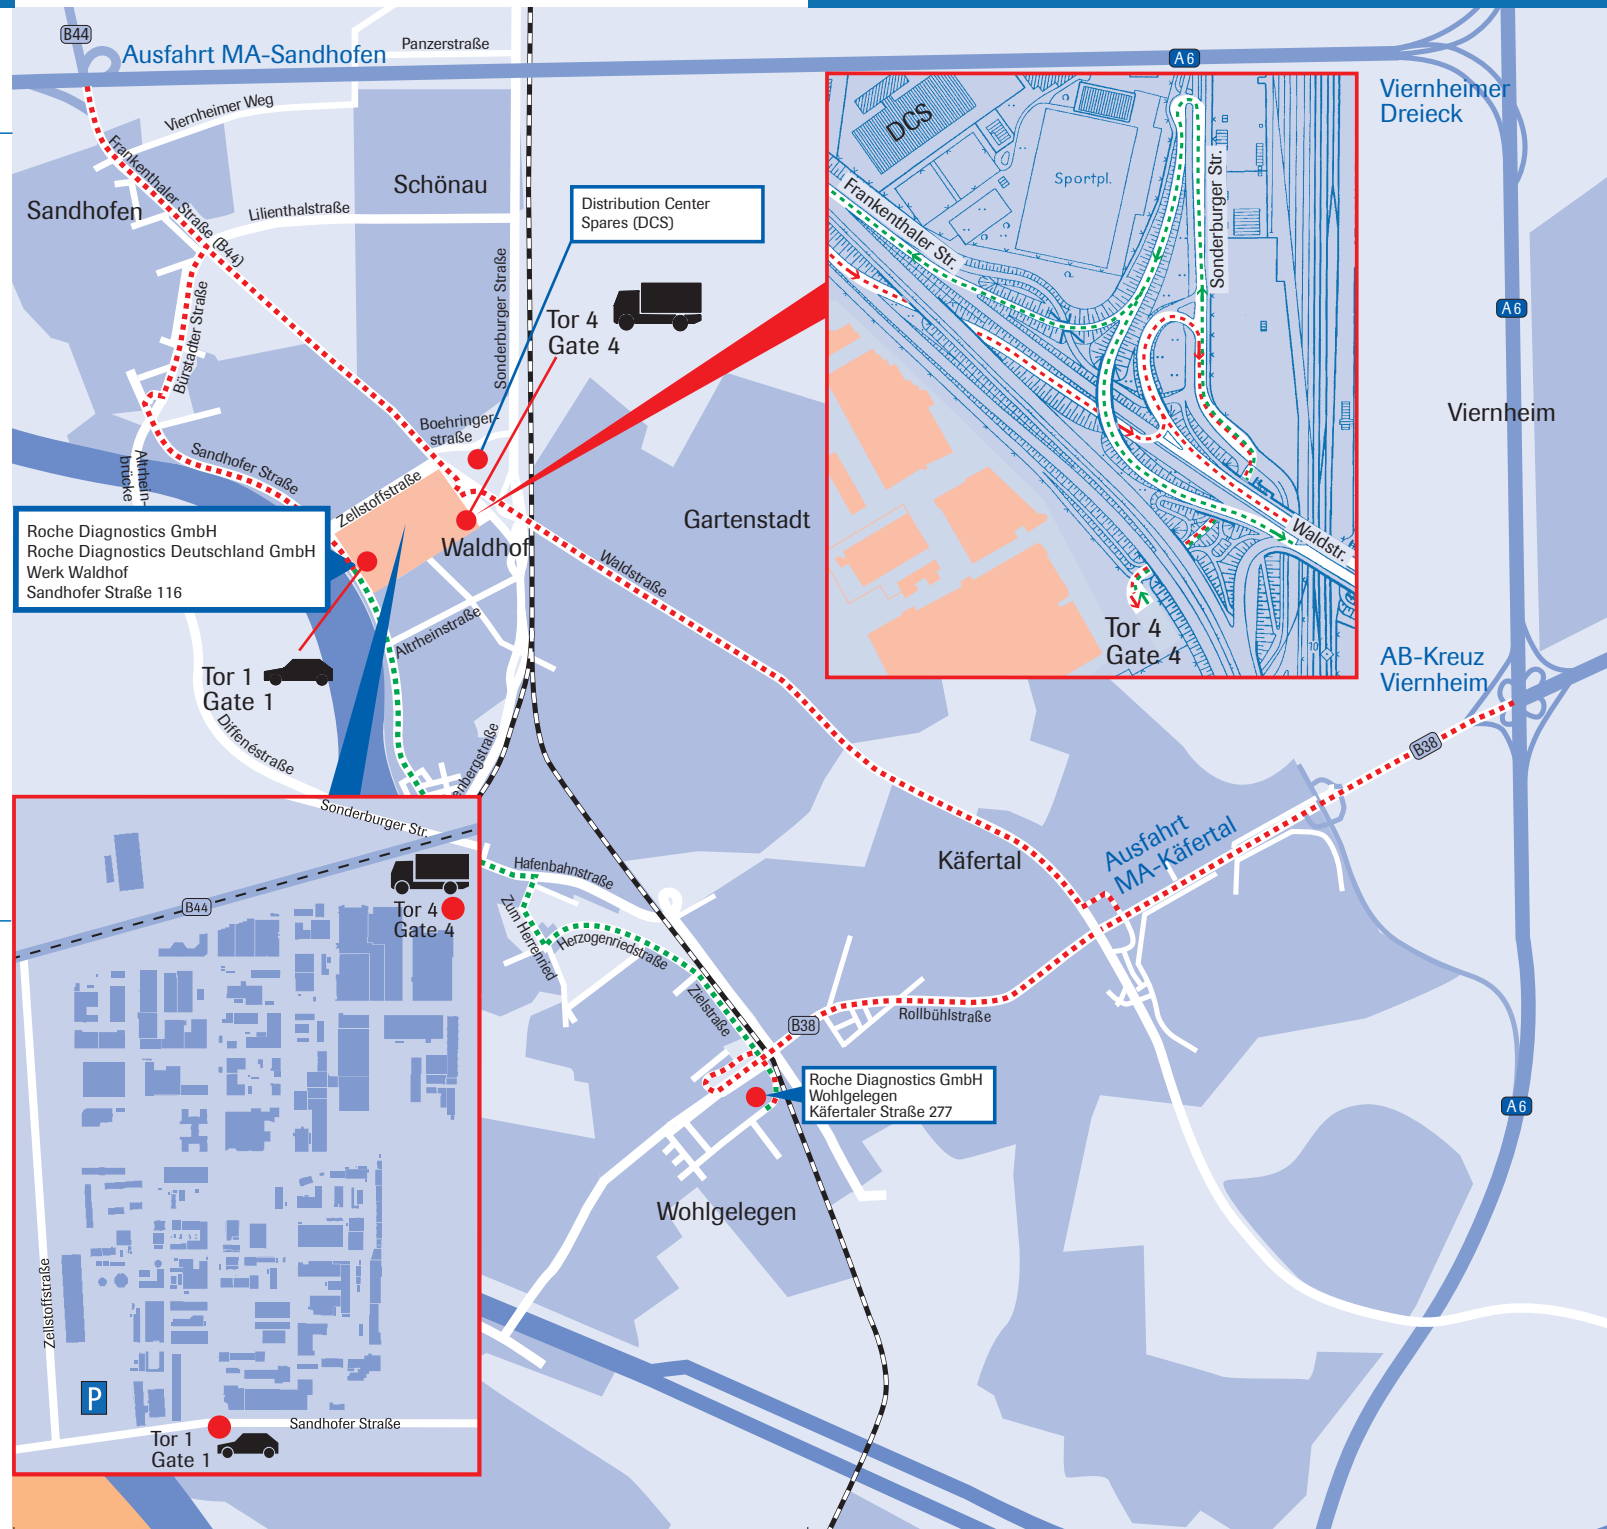 B44
Ausfahrt MA-Sandhofen
Panzerstraße
A6
Viernheimer
Dreieck
Viernheimer Weg
Frankenthaler Straße (B44)
Sandhofen
Schönau
Lilienthalstraße
Distribution Center
Spares (DCS)
Sonderburger Straße
Bürstadter Straße
Tor 4
Gate 4
Boehringer-
straße
Sandhofer Straße
Altrhein-
brücke
Zellstoffstraße
Roche Diagnostics GmbH
Roche Diagnostics Deutschland GmbH
Werk Waldhof
Sandhofer Straße 116
Waldhof
Gartenstadt
Waldstraße
Altrheinstraße
Tor 1
Gate 1
Diffenéstraße
enbergstraße
DCS
Sportpl.
Frankenthaler Str.
Sonderburger Str.
Waldstr.
Tor 4
Gate 4
10
A6
Viernheim
AB-Kreuz
Viernheim
B38
Ausfahrt
MA-Käfertal
Käfertal
Sonderburger Str.
B44
Tor 4
Gate 4
Zellstoffstraße
P
Sandhofer Straße
Tor 1
Gate 1
Hafenbahnstraße
Zum Herrenried
Herzogenriedstraße
Zielstraße
B38
Rollbühlstraße
Roche Diagnostics GmbH
Wohlgelegen
Käfertaler Straße 277
Wohlgelegen
A6